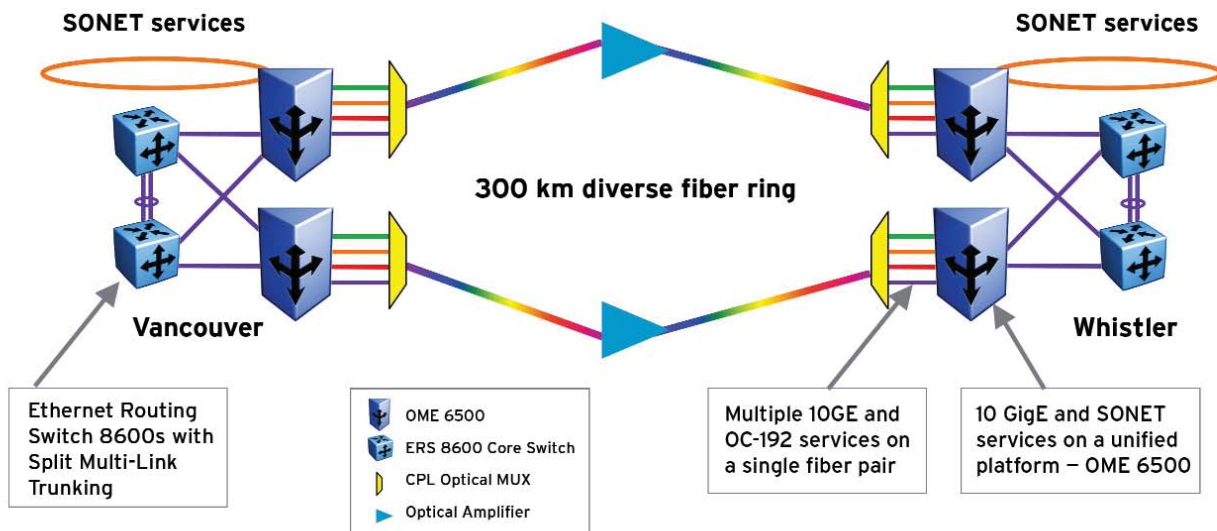 SONET services
SONET services
300 km diverse fiber ring
Vancouver
Whistler
Ethernet Routing
Switch 8600s with
Split Multi-Link
Trunking
OME 6500
ERS 8600 Core Switch
CPL Optical MUX
Optical Amplifier
Multiple 10GE and
OC-192 services on
a single fiber pair
10 GigE and SONET
services on a unified
platform – OME 6500